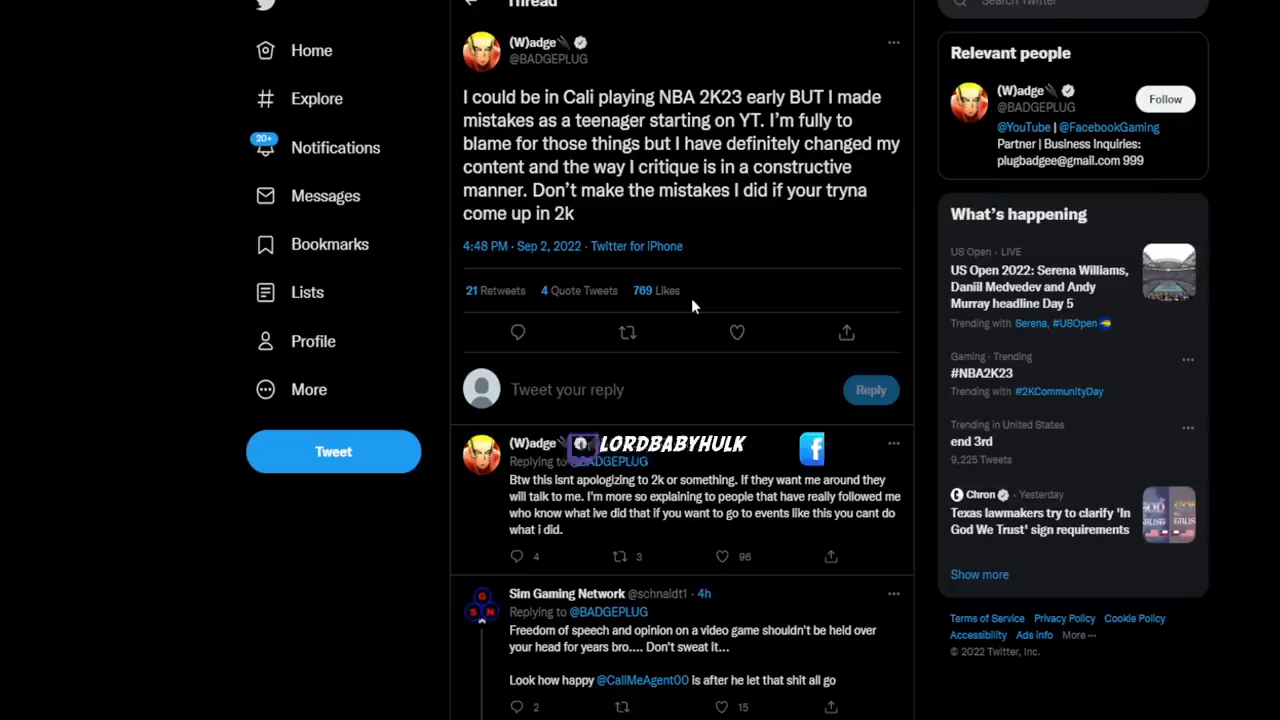 Thread
Home
Explore
20+
Notifications
Messages
Bookmarks
Lists
Profile
More
Tweet
(W)adge
@BADGEPLUG
I could be in Cali playing NBA 2K23 early BUT I made
mistakes as a teenager starting on YT. I'm fully to
blame for those things but I have definitely changed my
content and the way I critique is in a constructive
manner. Don't make the mistakes I did if your tryna
come up in 2k
4:48 PM · Sep 2, 2022 · Twitter for iPhone
21 Retweets 4 Quote Tweets 769 Likes
Tweet your reply
Reply
(W)adge
LORDBABYHULK
f
Replying to @BADGEPLUG
Btw this isnt apologizing to 2k or something. If they want me around they
will talk to me. I'm more so explaining to people that have really followed me
who know what ive did that if you want to go to events like this you cant do
what i did.
4 3 96
G
S N
Sim Gaming Network @schnaldt1 · 4h
Replying to @BADGEPLUG
Freedom of speech and opinion on a video game shouldn't be held over
your head for years bro.... Don't sweat it...
Look how happy @CallMeAgent00 is after he let that shit all go
2 15
Search Twitter
Relevant people
(W)adge
@BADGEPLUG
Follow
@YouTube | @FacebookGaming
Partner | Business Inquiries:
plugbadgee@gmail.com 999
What's happening
US Open · LIVE
US Open 2022: Serena Williams,
Daniil Medvedev and Andy
Murray headline Day 5
Trending with Serena, #USOpen
Gaming · Trending
#NBA2K23
Trending with #2KCommunityDay
Trending in United States
end 3rd
9,225 Tweets
Chron · Yesterday
Texas lawmakers try to clarify 'In
God We Trust' sign requirements
Show more
Terms of Service Privacy Policy Cookie Policy
Accessibility Ads info More ···
© 2022 Twitter, Inc.